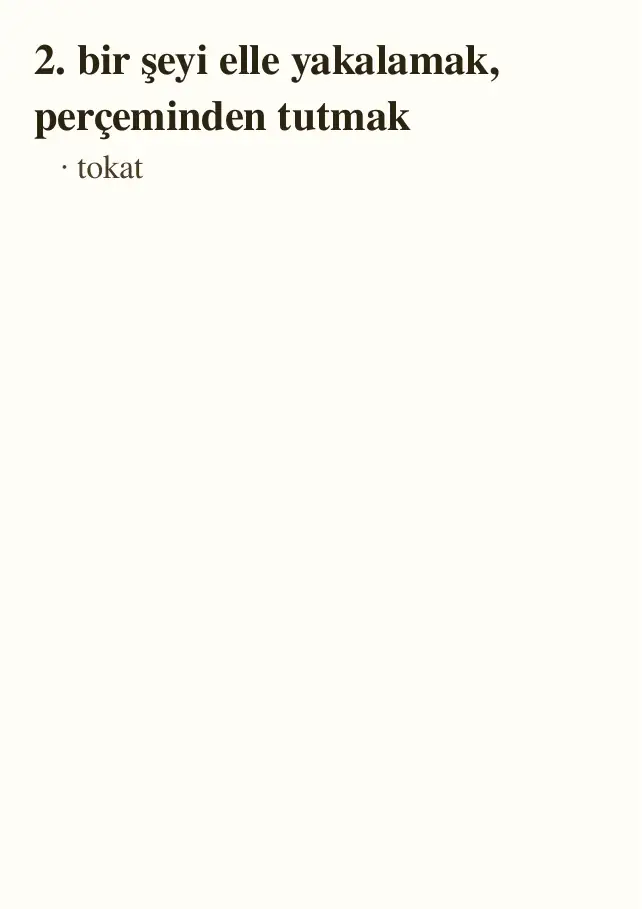 2. bir şeyi elle yakalamak,
perçeminden tutmak
· tokat